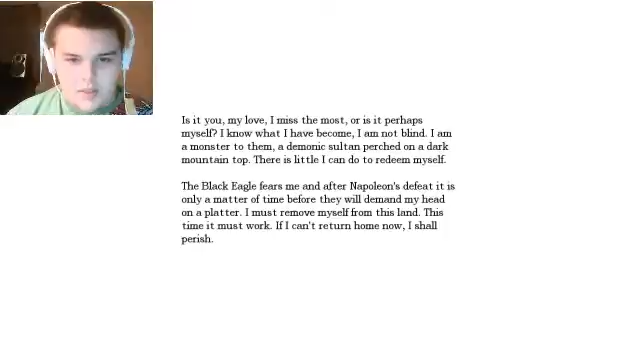 Is it you, my love, I miss the most, or is it perhaps
myself? I know what I have become, I am not blind. I am
a monster to them, a demonic sultan perched on a dark
mountain top. There is little I can do to redeem myself.
The Black Eagle fears me and after Napoleon's defeat it is
only a matter of time before they will demand my head
on a platter. I must remove myself from this land. This
time it must work. If I can't return home now, I shall
perish.